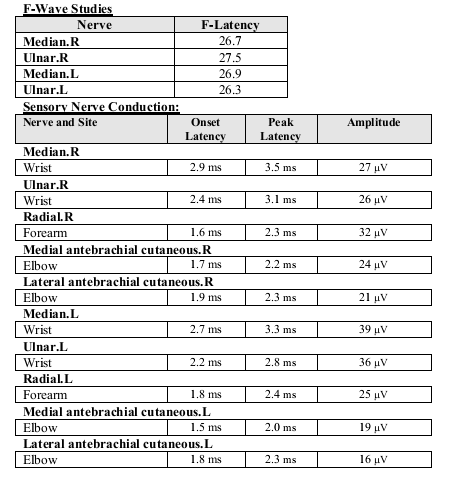 F-Wave Studies
Nerve F-Latency
Median.R 26.7
Ulnar.R 27.5
Median.L 26.9
Ulnar.L 26.3
Sensory Nerve Conduction:
Nerve and Site Onset Latency Peak Latency Amplitude
Median.R
Wrist 2.9 ms 3.5 ms 27 µV
Ulnar.R
Wrist 2.4 ms 3.1 ms 26 µV
Radial.R
Forearm 1.6 ms 2.3 ms 32 µV
Medial antebrachial cutaneous.R
Elbow 1.7 ms 2.2 ms 24 µV
Lateral antebrachial cutaneous.R
Elbow 1.9 ms 2.3 ms 21 µV
Median.L
Wrist 2.7 ms 3.3 ms 39 µV
Ulnar.L
Wrist 2.2 ms 2.8 ms 36 µV
Radial.L
Forearm 1.8 ms 2.4 ms 25 µV
Medial antebrachial cutaneous.L
Elbow 1.5 ms 2.0 ms 19 µV
Lateral antebrachial cutaneous.L
Elbow 1.8 ms 2.3 ms 16 µV